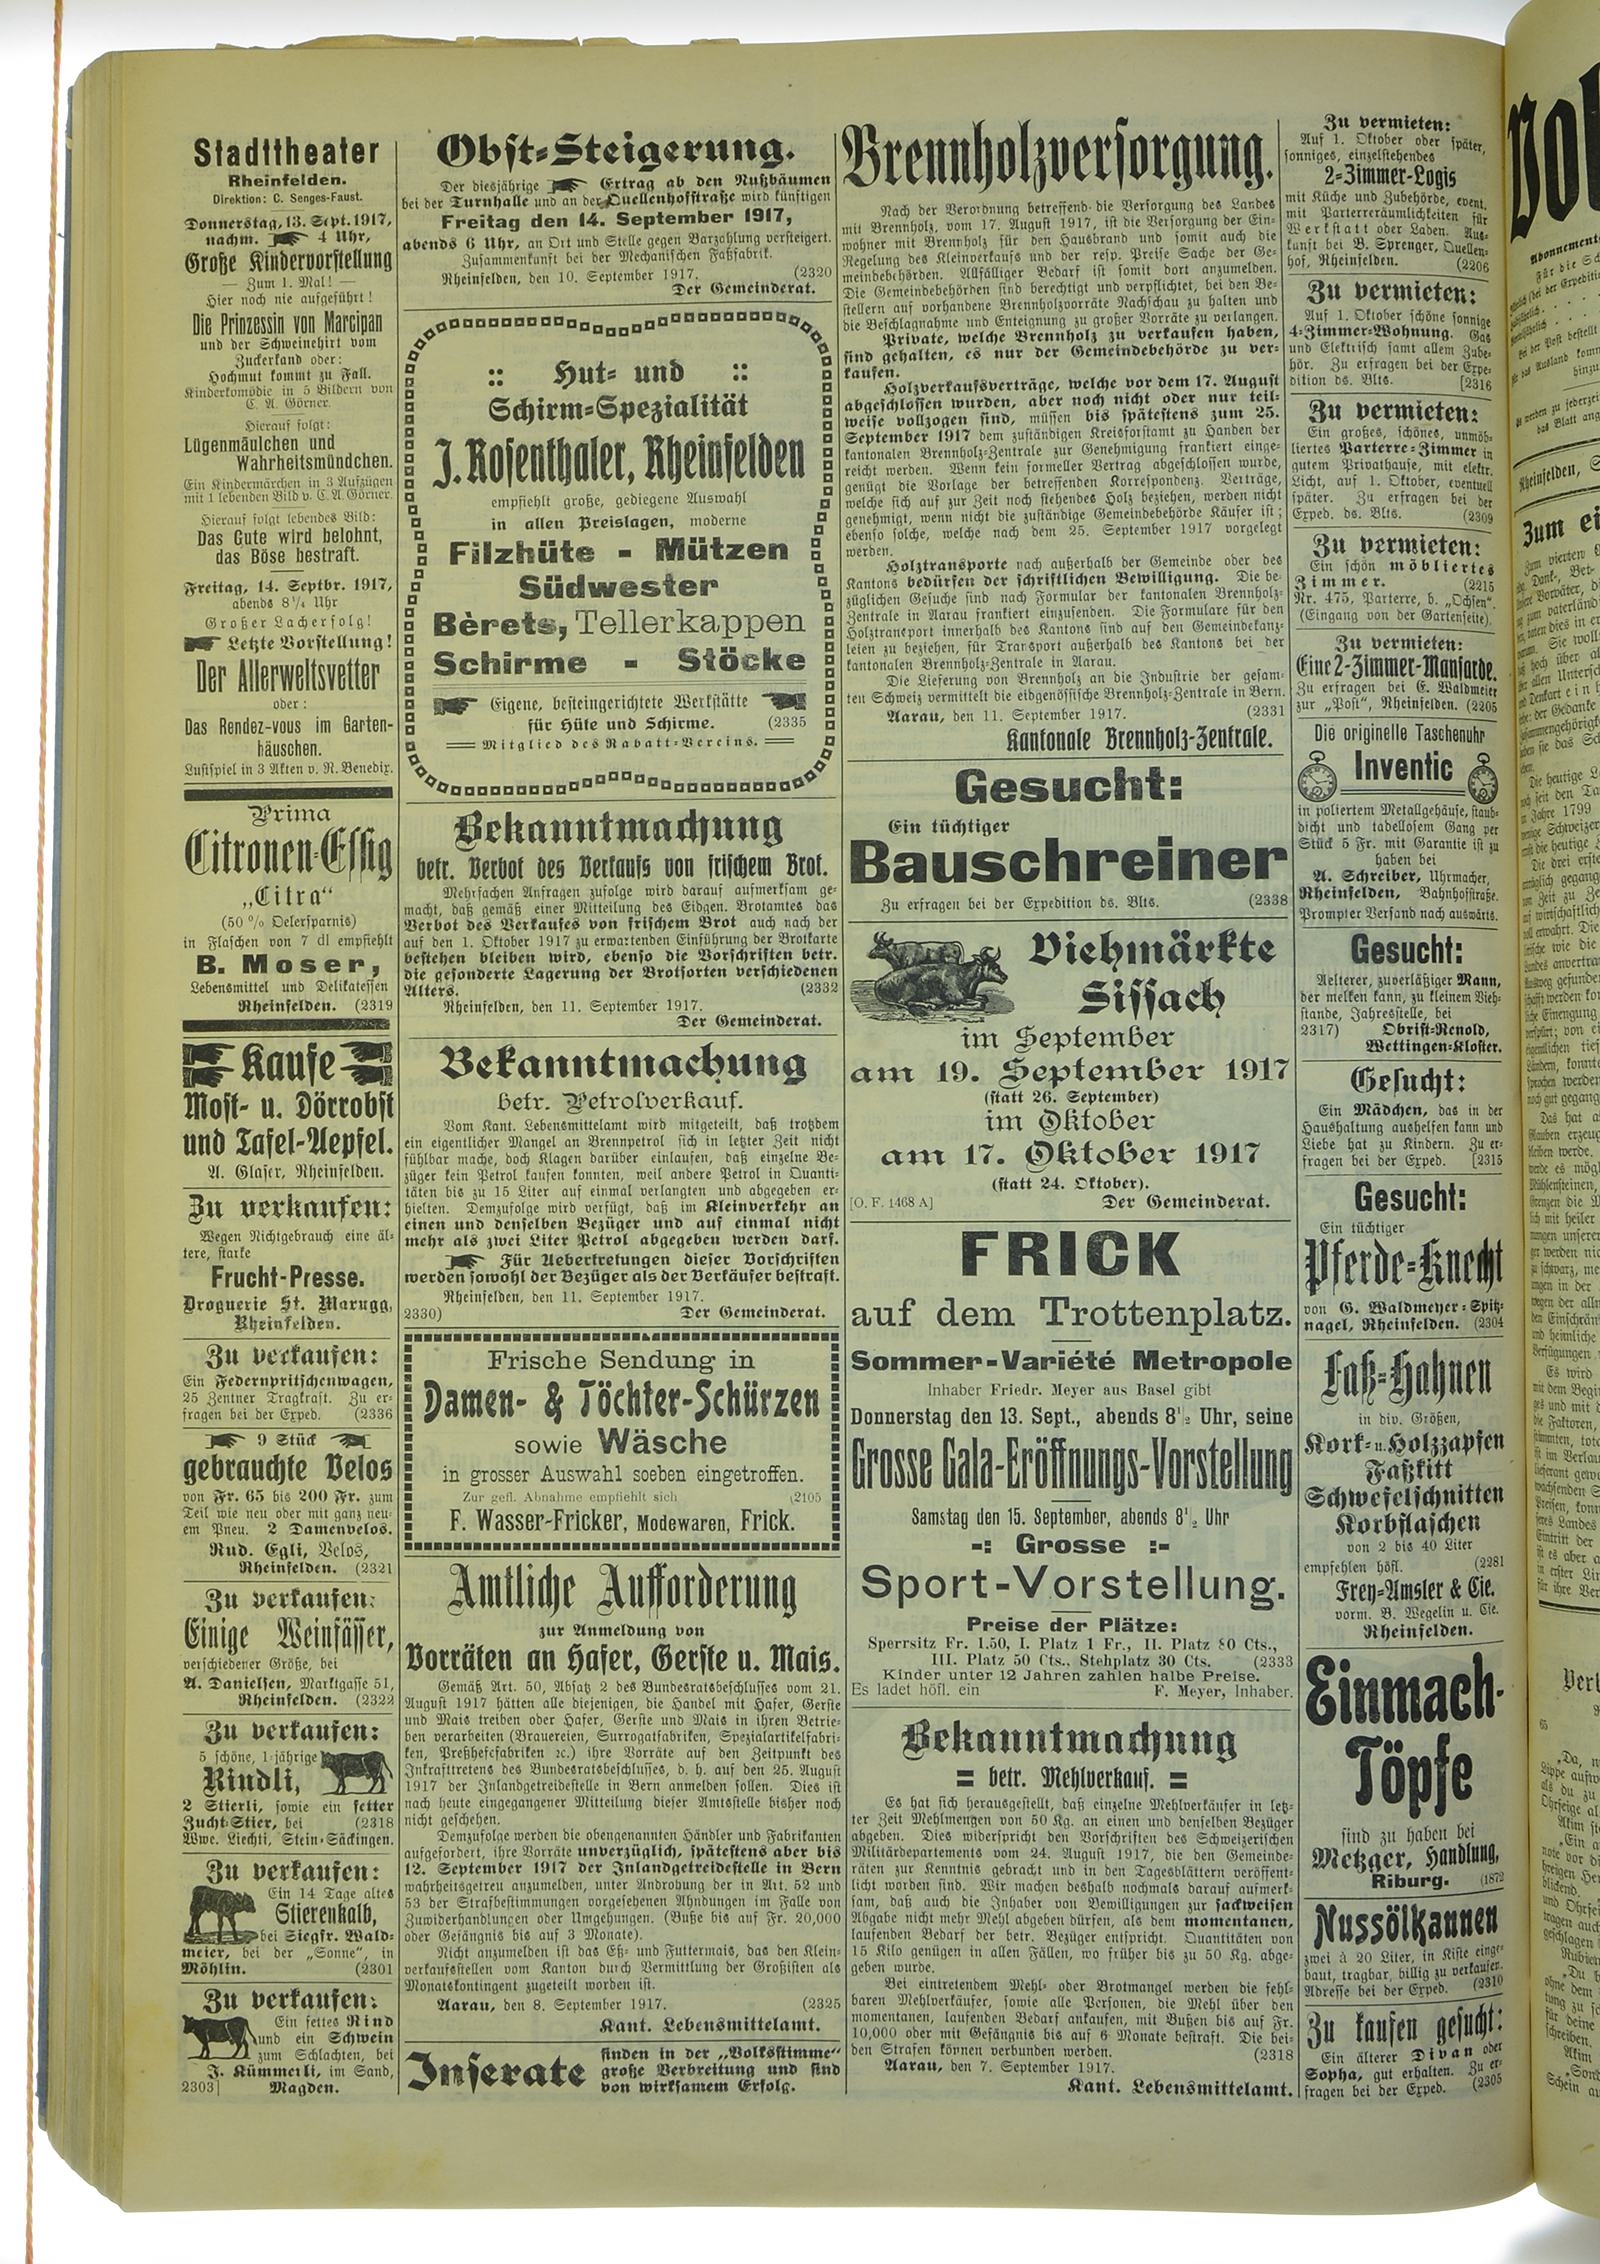 Stadttheater
Rheinfelden.
Direktion: C. Senges-Faust.
Donnerstag, 13. Sept. 1917,
nachm. 4 Uhr,
Große Kindervorstellung
— Zum 1. Mal! —
Hier noch nie aufgeführt!
Die Prinzessin von Marcipan
und der Schweinehirt vom
Zuckerkand oder:
Hochmut kommt zu Fall.
Kinderkomödie in 5 Bildern von
C. A. Görner.
Hierauf folgt:
Lügenmäulchen und
Wahrheitsmündchen.
Ein Kindermärchen in 3 Aufzügen
mit 1 lebenden Bild v. C. A. Görner.
Hierauf folgt lebendes Bild:
Das Gute wird belohnt,
das Böse bestraft.
Freitag, 14. Septbr. 1917,
abends 8¼ Uhr
Großer Lacherfolg!
Letzte Vorstellung!
Der Allerweltsvetter
oder:
Das Rendez-vous im Garten-
häuschen.
Lustspiel in 3 Akten v. R. Benedix.
Prima
Citronen-Essig
„Citra“
(50 % Oelersparnis)
in Flaschen von 7 dl empfiehlt
B. Moser,
Lebensmittel und Delikatessen
Rheinfelden. (2319
Kaufe
Most- u. Dörrobst
und Tafel-Aepfel.
A. Glaser, Rheinfelden.
Zu verkaufen:
Wegen Nichtgebrauch eine äl-
tere, starke
Frucht-Presse.
Droguerie St. Marugg,
Rheinfelden.
Zu verkaufen:
Ein Federnpritschenwagen,
25 Zentner Tragkraft. Zu er-
fragen bei der Exped. (2336
9 Stück
gebrauchte Velos
von Fr. 65 bis 200 Fr. zum
Teil wie neu oder mit ganz neu-
em Pneu. 2 Damenvelos.
Rud. Egli, Velos,
Rheinfelden. (2321
Zu verkaufen:
Einige Weinfässer,
verschiedener Größe, bei
A. Danielsen, Marktgasse 51,
Rheinfelden. (2322
Zu verkaufen:
5 schöne, 1-jährige
Rindli,
2 Stierli, sowie ein fetter
Zucht-Stier, bei (2318
Wwe. Liechti, Stein-Säckingen.
Zu verkaufen:
Ein 14 Tage altes
Stierenkalb,
bei Siegfr. Wald-
meier, bei der „Sonne“, in
Möhlin. (2301
Zu verkaufen:
Ein fettes Rind
und ein Schwein
zum Schlachten, bei
J. Kümmerli, im Sand,
2303] Magden.
Obst-Steigerung.
Der diesjährige Ertrag ab den Nußbäumen
bei der Turnhalle und an der Quellenhofstraße wird künftigen
Freitag den 14. September 1917,
abends 6 Uhr, an Ort und Stelle gegen Barzahlung versteigert.
Zusammenkunft bei der Mechanischen Faßfabrik.
Rheinfelden, den 10. September 1917. (2320
Der Gemeinderat.
:: Hut- und ::
Schirm-Spezialität
J. Rosenthaler, Rheinfelden
empfiehlt große, gediegene Auswahl
in allen Preislagen, moderne
Filzhüte - Mützen
Südwester
Bèrets, Tellerkappen
Schirme - Stöcke
Eigene, besteingerichtete Werkstätte
für Hüte und Schirme. (2335
Mitglied des Rabatt-Vereins.
Bekanntmachung
betr. Verbot des Verkaufs von frischem Brot.
Mehrfachen Anfragen zufolge wird darauf aufmerksam ge-
macht, daß gemäß einer Mitteilung des Eidgen. Brotamtes das
Verbot des Verkaufes von frischem Brot auch nach der
auf den 1. Oktober 1917 zu erwartenden Einführung der Brotkarte
bestehen bleiben wird, ebenso die Vorschriften betr.
die gesonderte Lagerung der Brotsorten verschiedenen
Alters. (2332
Rheinfelden, den 11. September 1917.
Der Gemeinderat.
Bekanntmachung
betr. Petrolverkauf.
Vom Kant. Lebensmittelamt wird mitgeteilt, daß trotzdem
ein eigentlicher Mangel an Brennpetrol sich in letzter Zeit nicht
fühlbar mache, doch Klagen darüber einlaufen, daß einzelne Be-
züger kein Petrol kaufen konnten, weil andere Petrol in Quanti-
täten bis zu 15 Liter auf einmal verlangten und abgegeben er-
hielten. Demzufolge wird verfügt, daß im Kleinverkehr an
einen und denselben Bezüger und auf einmal nicht
mehr als zwei Liter Petrol abgegeben werden darf.
Für Uebertretungen dieser Vorschriften
werden sowohl der Bezüger als der Verkäufer bestraft.
Rheinfelden, den 11. September 1917.
2330) Der Gemeinderat.
Frische Sendung in
Damen- & Töchter-Schürzen
sowie Wäsche
in grosser Auswahl soeben eingetroffen.
Zur gefl. Abnahme empfiehlt sich (2105
F. Wasser-Fricker, Modewaren, Frick.
Amtliche Aufforderung
zur Anmeldung von
Vorräten an Hafer, Gerste u. Mais.
Gemäß Art. 50, Absatz 2 des Bundesratsbeschlusses vom 21.
August 1917 hätten alle diejenigen, die Handel mit Hafer, Gerste
und Mais treiben oder Hafer, Gerste und Mais in ihren Betrie-
ben verarbeiten (Brauereien, Surrogatfabriken, Spezialartikelfabri-
ken, Preßhefefabriken 2c.) ihre Vorräte auf den Zeitpunkt des
Inkrafttretens des Bundesratsbeschlusses, d. h. auf den 25. August
1917 der Inlandgetreidestelle in Bern anmelden sollen. Dies ist
nach heute eingegangener Mitteilung dieser Amtsstelle bisher noch
nicht geschehen.
Demzufolge werden die obengenannten Händler und Fabrikanten
aufgefordert, ihre Vorräte unverzüglich, spätestens aber bis
12. September 1917 der Inlandgetreidestelle in Bern
wahrheitsgetreu anzumelden, unter Androhung der in Art. 52 und
53 der Strafbestimmungen vorgesehenen Ahndungen im Falle von
Zuwiderhandlungen oder Umgehungen. (Buße bis auf Fr. 20,000
oder Gefängnis bis auf 3 Monate).
Nicht anzumelden ist das Eß- und Futtermais, das den Klein-
verkaufsstellen vom Kanton durch Vermittlung der Großisten als
Monatskontingent zugeteilt worden ist.
Aarau, den 8. September 1917. (2325
Kant. Lebensmittelamt.
Inserate finden in der „Volksstimme“
große Verbreitung und sind
von wirksamem Erfolg.
Brennholzversorgung.
Nach der Verordnung betreffend die Versorgung des Landes
mit Brennholz, vom 17. August 1917, ist die Versorgung der Ein-
wohner mit Brennholz für den Hausbrand und somit auch die
Regelung des Kleinverkaufs und der resp. Preise Sache der Ge-
meindebehörden. Allfälliger Bedarf ist somit dort anzumelden.
Die Gemeindebehörden sind berechtigt und verpflichtet, bei den Be-
stellern auf vorhandene Brennholzvorräte Nachschau zu halten und
die Beschlagnahme und Enteignung zu großer Vorräte zu verlangen.
Private, welche Brennholz zu verkaufen haben,
sind gehalten, es nur der Gemeindebehörde zu ver-
kaufen.
Holzverkaufsverträge, welche vor dem 17. August
abgeschlossen wurden, aber noch nicht oder nur teil-
weise vollzogen sind, müssen bis spätestens zum 25.
September 1917 dem zuständigen Kreisforstamt zu Handen der
kantonalen Brennholz-Zentrale zur Genehmigung frankiert einge-
reicht werden. Wenn kein formeller Vertrag abgeschlossen wurde,
genügt die Vorlage der betreffenden Korrespondenz. Verträge,
welche sich auf zur Zeit noch stehendes Holz beziehen, werden nicht
genehmigt, wenn nicht die zuständige Gemeindebehörde Käufer ist;
ebenso solche, welche nach dem 25. September 1917 vorgelegt
werden.
Holztransporte nach außerhalb der Gemeinde oder des
Kantons bedürfen der schriftlichen Bewilligung. Die be-
züglichen Gesuche sind nach Formular der kantonalen Brennholz-
Zentrale in Aarau frankiert einzusenden. Die Formulare für den
Holztransport innerhalb des Kantons sind auf den Gemeindekanz-
leien zu beziehen, für Transport außerhalb des Kantons bei der
kantonalen Brennholz-Zentrale in Aarau.
Die Lieferung von Brennholz an die Industrie der gesam-
ten Schweiz vermittelt die eidgenössische Brennholz-Zentrale in Bern.
Aarau, den 11. September 1917. (2331
Kantonale Brennholz-Zentrale.
Gesucht:
Ein tüchtiger
Bauschreiner
Zu erfragen bei der Expedition ds. Blts. (2338
Viehmärkte
Sissach
im September
am 19. September 1917
(statt 26. September)
im Oktober
am 17. Oktober 1917
(statt 24. Oktober).
[O. F. 1468 A] Der Gemeinderat.
FRICK
auf dem Trottenplatz.
Sommer-Variété Metropole
Inhaber Friedr. Meyer aus Basel gibt
Donnerstag den 13. Sept., abends 8½ Uhr, seine
Grosse Gala-Eröffnungs-Vorstellung
Samstag den 15. September, abends 8½ Uhr
-: Grosse :-
Sport-Vorstellung.
Preise der Plätze:
Sperrsitz Fr. 1.50, I. Platz 1 Fr., II. Platz 80 Cts.,
III. Platz 50 Cts., Stehplatz 30 Cts. (2333
Kinder unter 12 Jahren zahlen halbe Preise.
Es ladet höfl. ein F. Meyer, Inhaber.
Bekanntmachung
= betr. Mehlverkauf. =
Es hat sich herausgestellt, daß einzelne Mehlverkäufer in letz-
ter Zeit Mehlmengen von 50 Kg. an einen und denselben Bezüger
abgeben. Dies widerspricht den Vorschriften des Schweizerischen
Militärdepartements vom 24. August 1917, die den Gemeinde-
räten zur Kenntnis gebracht und in den Tagesblättern veröffent-
licht worden sind. Wir machen deshalb nochmals darauf aufmerk-
sam, daß auch die Inhaber von Bewilligungen zur sackweisen
Abgabe nicht mehr Mehl abgeben dürfen, als dem momentanen,
laufenden Bedarf der betr. Bezüger entspricht. Quantitäten von
15 Kilo genügen in allen Fällen, wo früher bis zu 50 Kg. abge-
geben wurde.
Bei eintretendem Mehl- oder Brotmangel werden die fehl-
baren Mehlverkäufer, sowie alle Personen, die Mehl über den
momentanen, laufenden Bedarf ankaufen, mit Bußen bis auf Fr.
10,000 oder mit Gefängnis bis auf 6 Monate bestraft. Die bei-
den Strafen können verbunden werden. (2318
Aarau, den 7. September 1917.
Kant. Lebensmittelamt.
Zu vermieten:
Auf 1. Oktober oder später,
sonniges, einzelstehendes
2-Zimmer-Logis
mit Küche und Zubehörde, event.
mit Parterreräumlichkeiten für
Werkstatt oder Laden. Aus-
kunft bei B. Sprenger, Quellen-
hof, Rheinfelden. (2206
Zu vermieten:
Auf 1. Oktober schöne sonnige
4-Zimmer-Wohnung. Gas
und Elektrisch samt allem Zube-
hör. Zu erfragen bei der Expe-
dition ds. Blts. [2316
Zu vermieten:
Ein großes, schönes, unmöb-
liertes Parterre-Zimmer in
gutem Privathause, mit elektr.
Licht, auf 1. Oktober, eventuell
später. Zu erfragen bei der
Exped. ds. Blts. (2309
Zu vermieten:
Ein schön möbliertes
Zimmer. (2215
Nr. 475, Parterre, b. „Ochsen“.
(Eingang von der Gartenseite).
Zu vermieten:
Eine 2-Zimmer-Mansarde.
Zu erfragen bei E. Waldmeier
zur „Post“, Rheinfelden. (2205
Die originelle Taschenuhr
Inventic
in poliertem Metallgehäuse, staub-
dicht und tadellosem Gang per
Stück 5 Fr. mit Garantie ist zu
haben bei
A. Schreiber, Uhrmacher,
Rheinfelden, Bahnhofstraße.
Prompter Versand nach auswärts.
Gesucht:
Aelterer, zuverläßiger Mann,
der melken kann, zu kleinem Vieh-
stande, Jahresstelle, bei
2317) Obrist-Renold,
Wettingen-Kloster.
Gesucht:
Ein Mädchen, das in der
Haushaltung aushelfen kann und
Liebe hat zu Kindern. Zu er-
fragen bei der Exped. [2315
Gesucht:
Ein tüchtiger
Pferde-Knecht
von G. Waldmeyer-Spitz-
nagel, Rheinfelden. (2304
Faß-Hahnen
in div. Größen,
Kork- u. Holzzapfen
Faßkitt
Schwefelschnitten
Korbflaschen
von 2 bis 40 Liter
empfehlen höfl. (2281
Frey-Amsler & Cie.
vorm. B. Wegelin u. Cie.
Rheinfelden.
Einmach-
Töpfe
sind zu haben bei
Metzger, Handlung,
Riburg. (1872
Nussölkannen
zwei à 20 Liter, in Kiste einge-
baut, tragbar, billig zu verkaufen.
Adresse bei der Exped. (2310
Zu kaufen gesucht:
Ein älterer Divan oder
Sopha, gut erhalten. Zu er-
fragen bei der Exped. (2305
Rheinfelden,
Zum ei